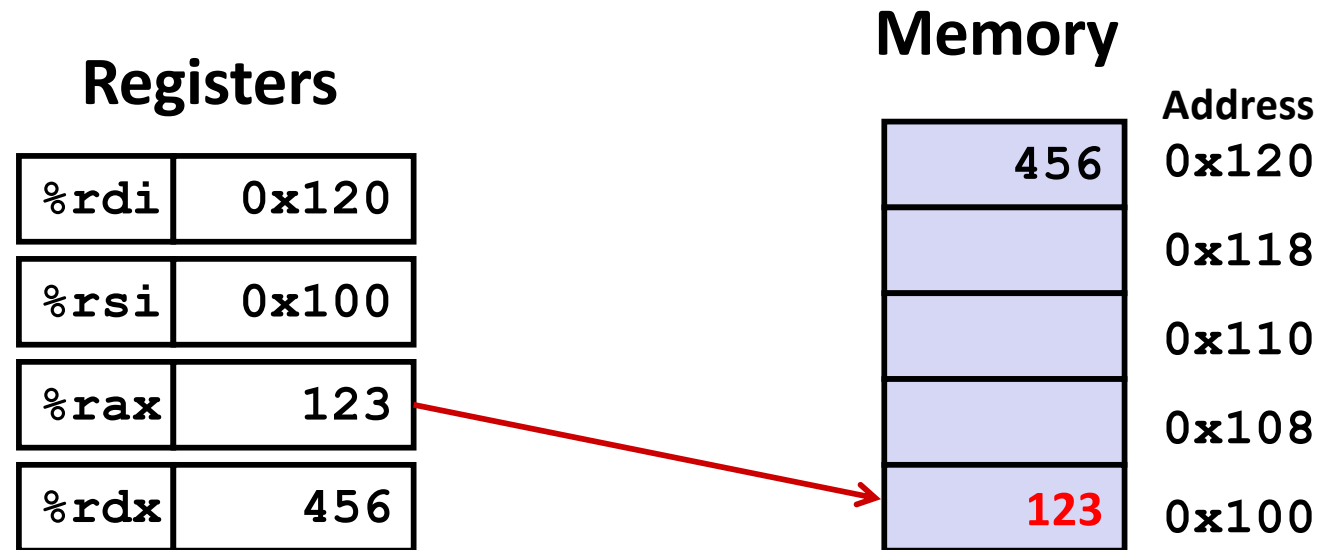 Registers
%rdi 0x120
%rsi 0x100
%rax 123
%rdx 456
Memory
Address
456 0x120
0x118
0x110
0x108
123 0x100